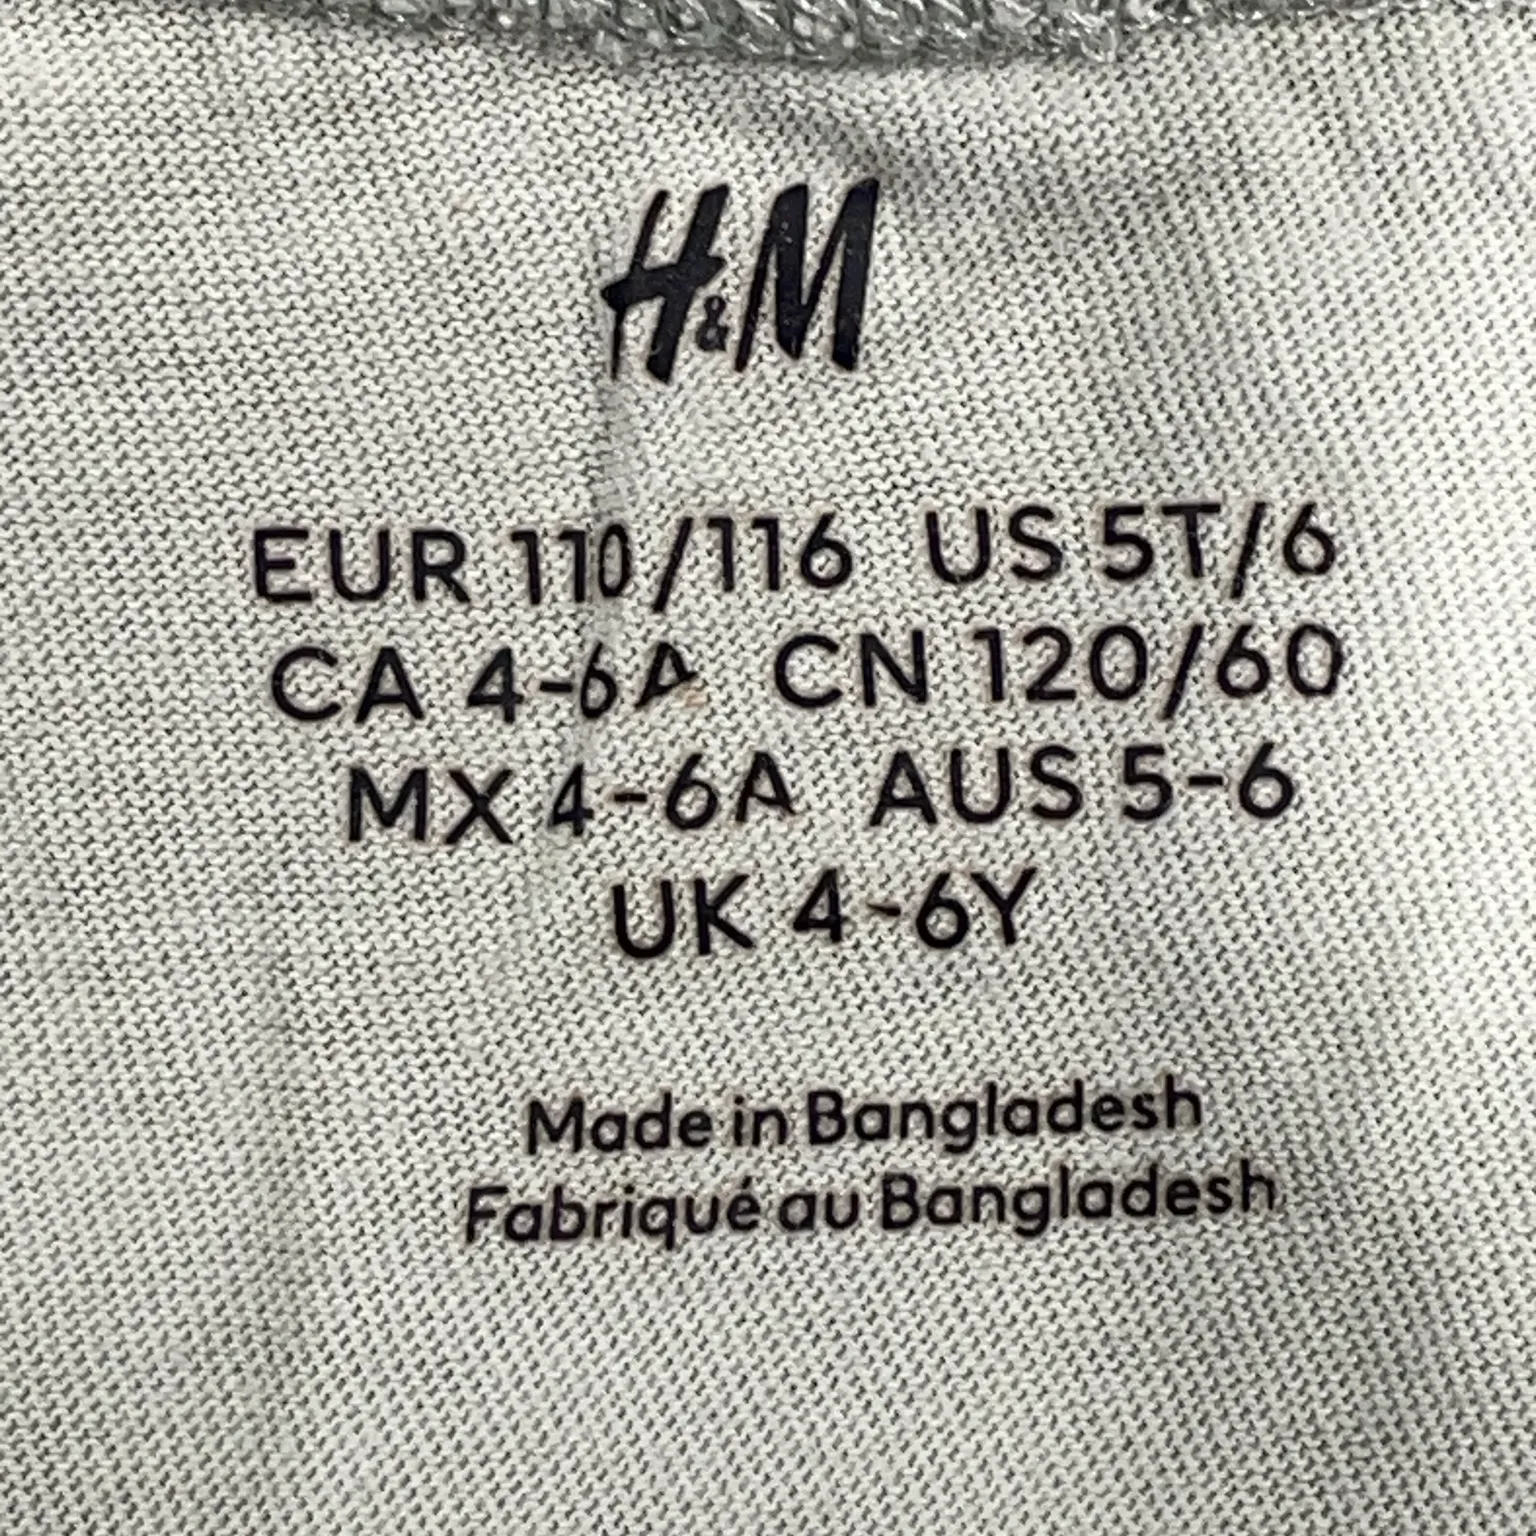 H&M
EUR 110/116 US 5T/6
CA 4-6A CN 120/60
MX 4-6A AUS 5-6
UK 4-6Y
Made in Bangladesh
Fabriqué au Bangladesh